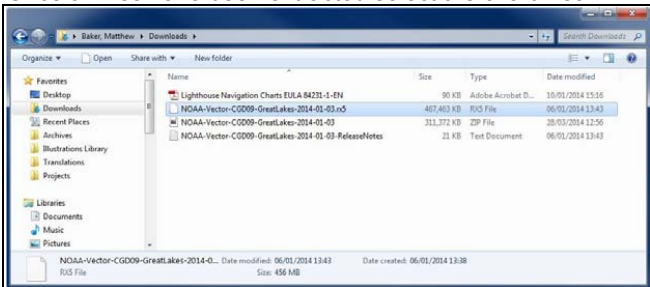 Baker, Matthew ▸ Downloads ▸
Search Downloads
Organize ▾ Open Share with ▾ New folder
Favorites
Desktop
Downloads
Recent Places
Archives
Illustrations Library
Translations
Projects
Libraries
Documents
Music
Pictures
Name Size Type Date modified
Lighthouse Navigation Charts EULA 84231-1-EN 90 KB Adobe Acrobat D... 10/01/2014 15:16
NOAA-Vector-CGD09-GreatLakes-2014-01-03.rx5 467,463 KB RX5 File 06/01/2014 13:43
NOAA-Vector-CGD09-GreatLakes-2014-01-03 311,372 KB ZIP File 28/03/2014 12:56
NOAA-Vector-CGD09-GreatLakes-2014-01-03-ReleaseNotes 21 KB Text Document 06/01/2014 13:43
NOAA-Vector-CGD09-GreatLakes-2014-0... Date modified: 06/01/2014 13:43 Date created: 06/01/2014 13:38
RX5 File Size: 456 MB